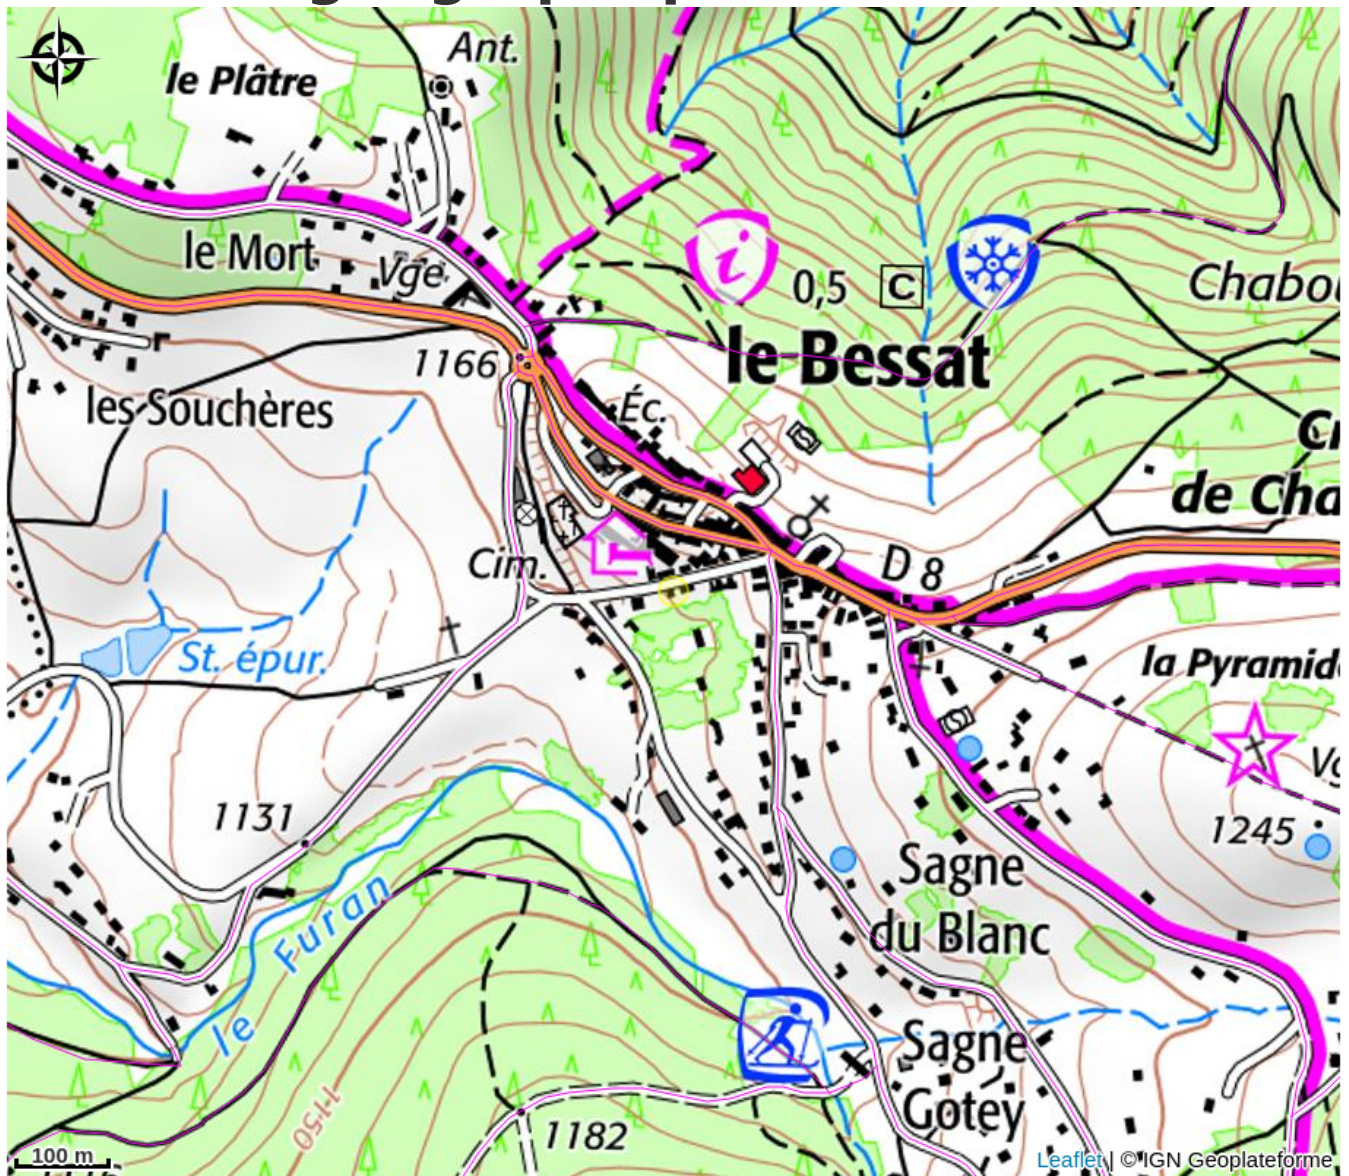 Ant.
le Plâtre
le Mort
Vge
0,5 C
Chabou
le Bessat
1166
les Souchères
Éc.
Cr
de Cha
Cim.
D 8
St. épur.
la Pyramide
Vg
1131
1245
Sagne
du Blanc
le Furan
Sagne
Gotey
1150
1182
100 m
Leaflet | © IGN Geoplateforme